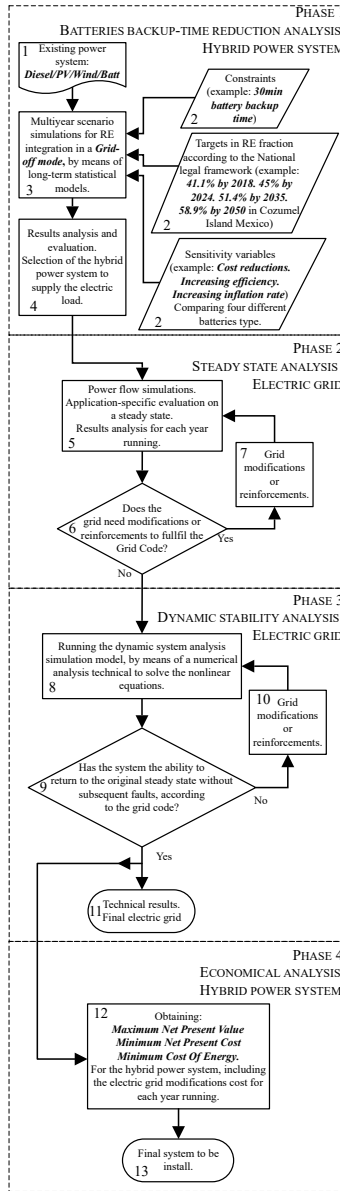 PHASE
BATTERIES BACKUP-TIME REDUCTION ANALYSIS
HYBRID POWER SYSTEM
1 Existing power
system:
Diesel/PV/Wind/Batt
Constraints
(example: 30min
battery backup
time)
2
Multiyear scenario
simulations for RE
integration in a Grid-
off mode, by means of
long-term statistical
models.
3
Targets in RE fraction
according to the National
legal framework (example:
41.1% by 2018. 45% by
2024. 51.4% by 2035.
58.9% by 2050 in Cozumel
Island Mexico)
2
Results analysis and
evaluation.
Selection of the hybrid
power system to
supply the electric
load.
4
Sensitivity variables
(example: Cost reductions.
Increasing efficiency.
Increasing inflation rate)
Comparing four different
batteries type.
2
PHASE 2
STEADY STATE ANALYSIS
ELECTRIC GRID
Power flow simulations.
Application-specific evaluation on
a steady state.
Results analysis for each year
running.
5
7 Grid
modifications
or
reinforcements.
Does the
grid need modifications or
reinforcements to fullfil the
Grid Code?
6
Yes
No
PHASE 3
DYNAMIC STABILITY ANALYSIS
ELECTRIC GRID
Running the dynamic system analysis
simulation model, by means of a numerical
analysis technical to solve the nonlinear
equations.
8
10 Grid
modifications
or
reinforcements.
Has the system the ability to
return to the original steady state without
subsequent faults, according
to the grid code?
9
No
Yes
11 Technical results.
Final electric grid
PHASE 4
ECONOMICAL ANALYSIS
HYBRID POWER SYSTEM
12
Obtaining:
Maximum Net Present Value
Minimum Net Present Cost
Minimum Cost Of Energy.
For the hybrid power system, including
the electric grid modifications cost for
each year running.
Final system to be
install.
13